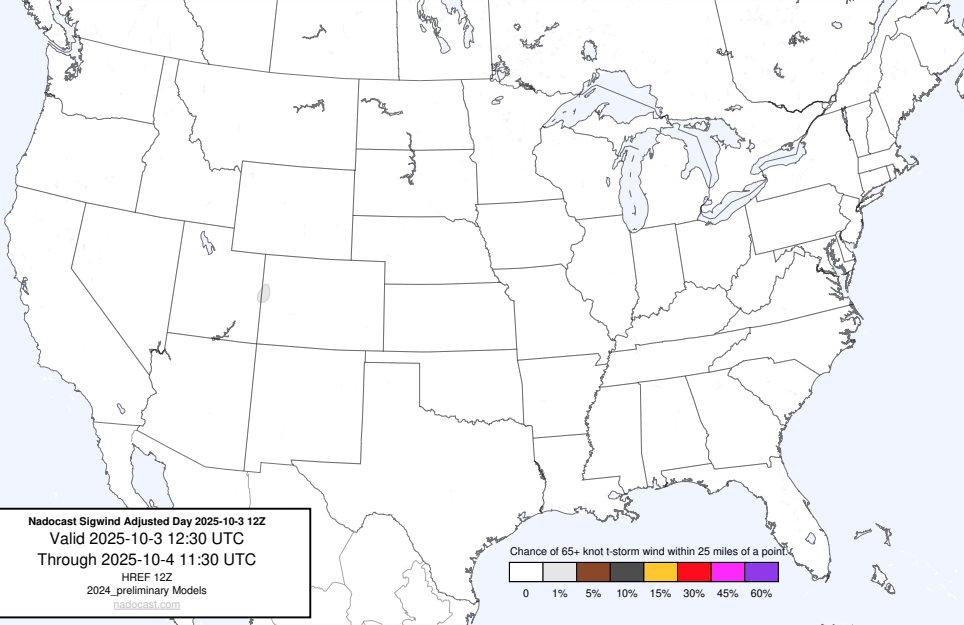 Nadocast Sigwind Adjusted Day 2025-10-3 12Z
Valid 2025-10-3 12:30 UTC
Through 2025-10-4 11:30 UTC
HREF 12Z
2024_preliminary Models
nadocast.com
Chance of 65+ knot t-storm wind within 25 miles of a point.
0 1% 5% 10% 15% 30% 45% 60%